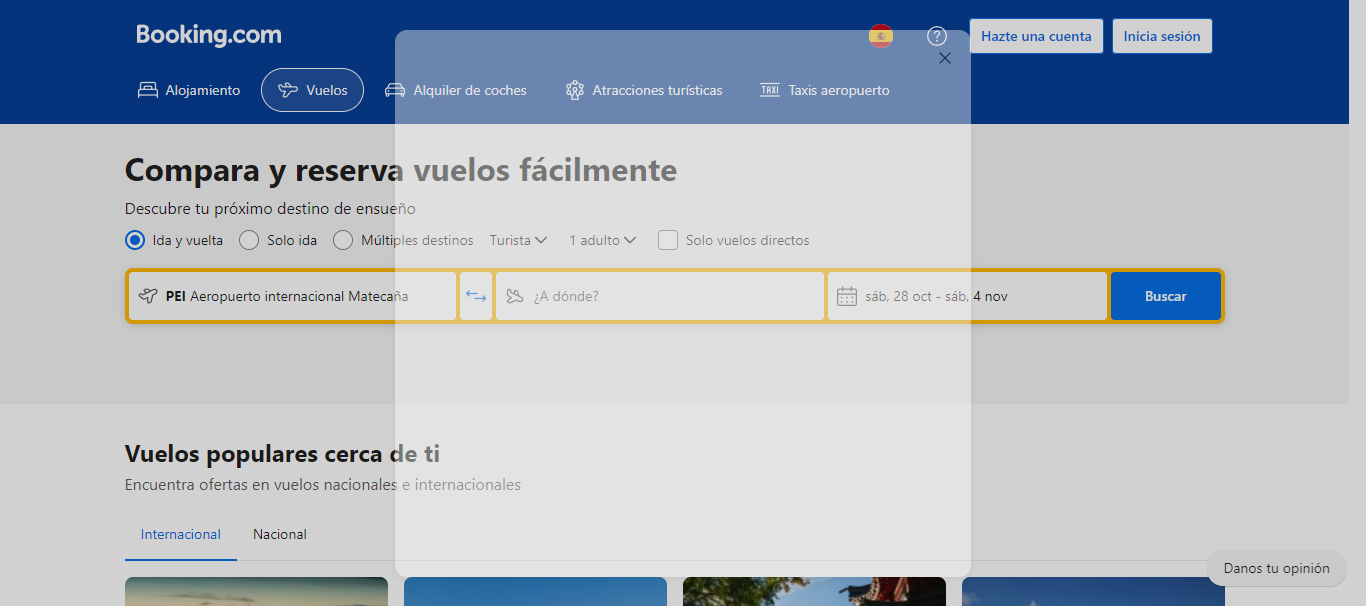 Booking.com
Hazte una cuenta
Inicia sesión
Alojamiento
Vuelos
Alquiler de coches
Atracciones turísticas
TAXI Taxis aeropuerto
Compara y reserva vuelos fácilmente
Descubre tu próximo destino de ensueño
Ida y vuelta Solo ida Múltiples destinos Turista 1 adulto Solo vuelos directos
PEI Aeropuerto internacional Matecaña ¿A dónde? sáb, 28 oct - sáb, 4 nov Buscar
Vuelos populares cerca de ti
Encuentra ofertas en vuelos nacionales e internacionales
Internacional Nacional
Danos tu opinión